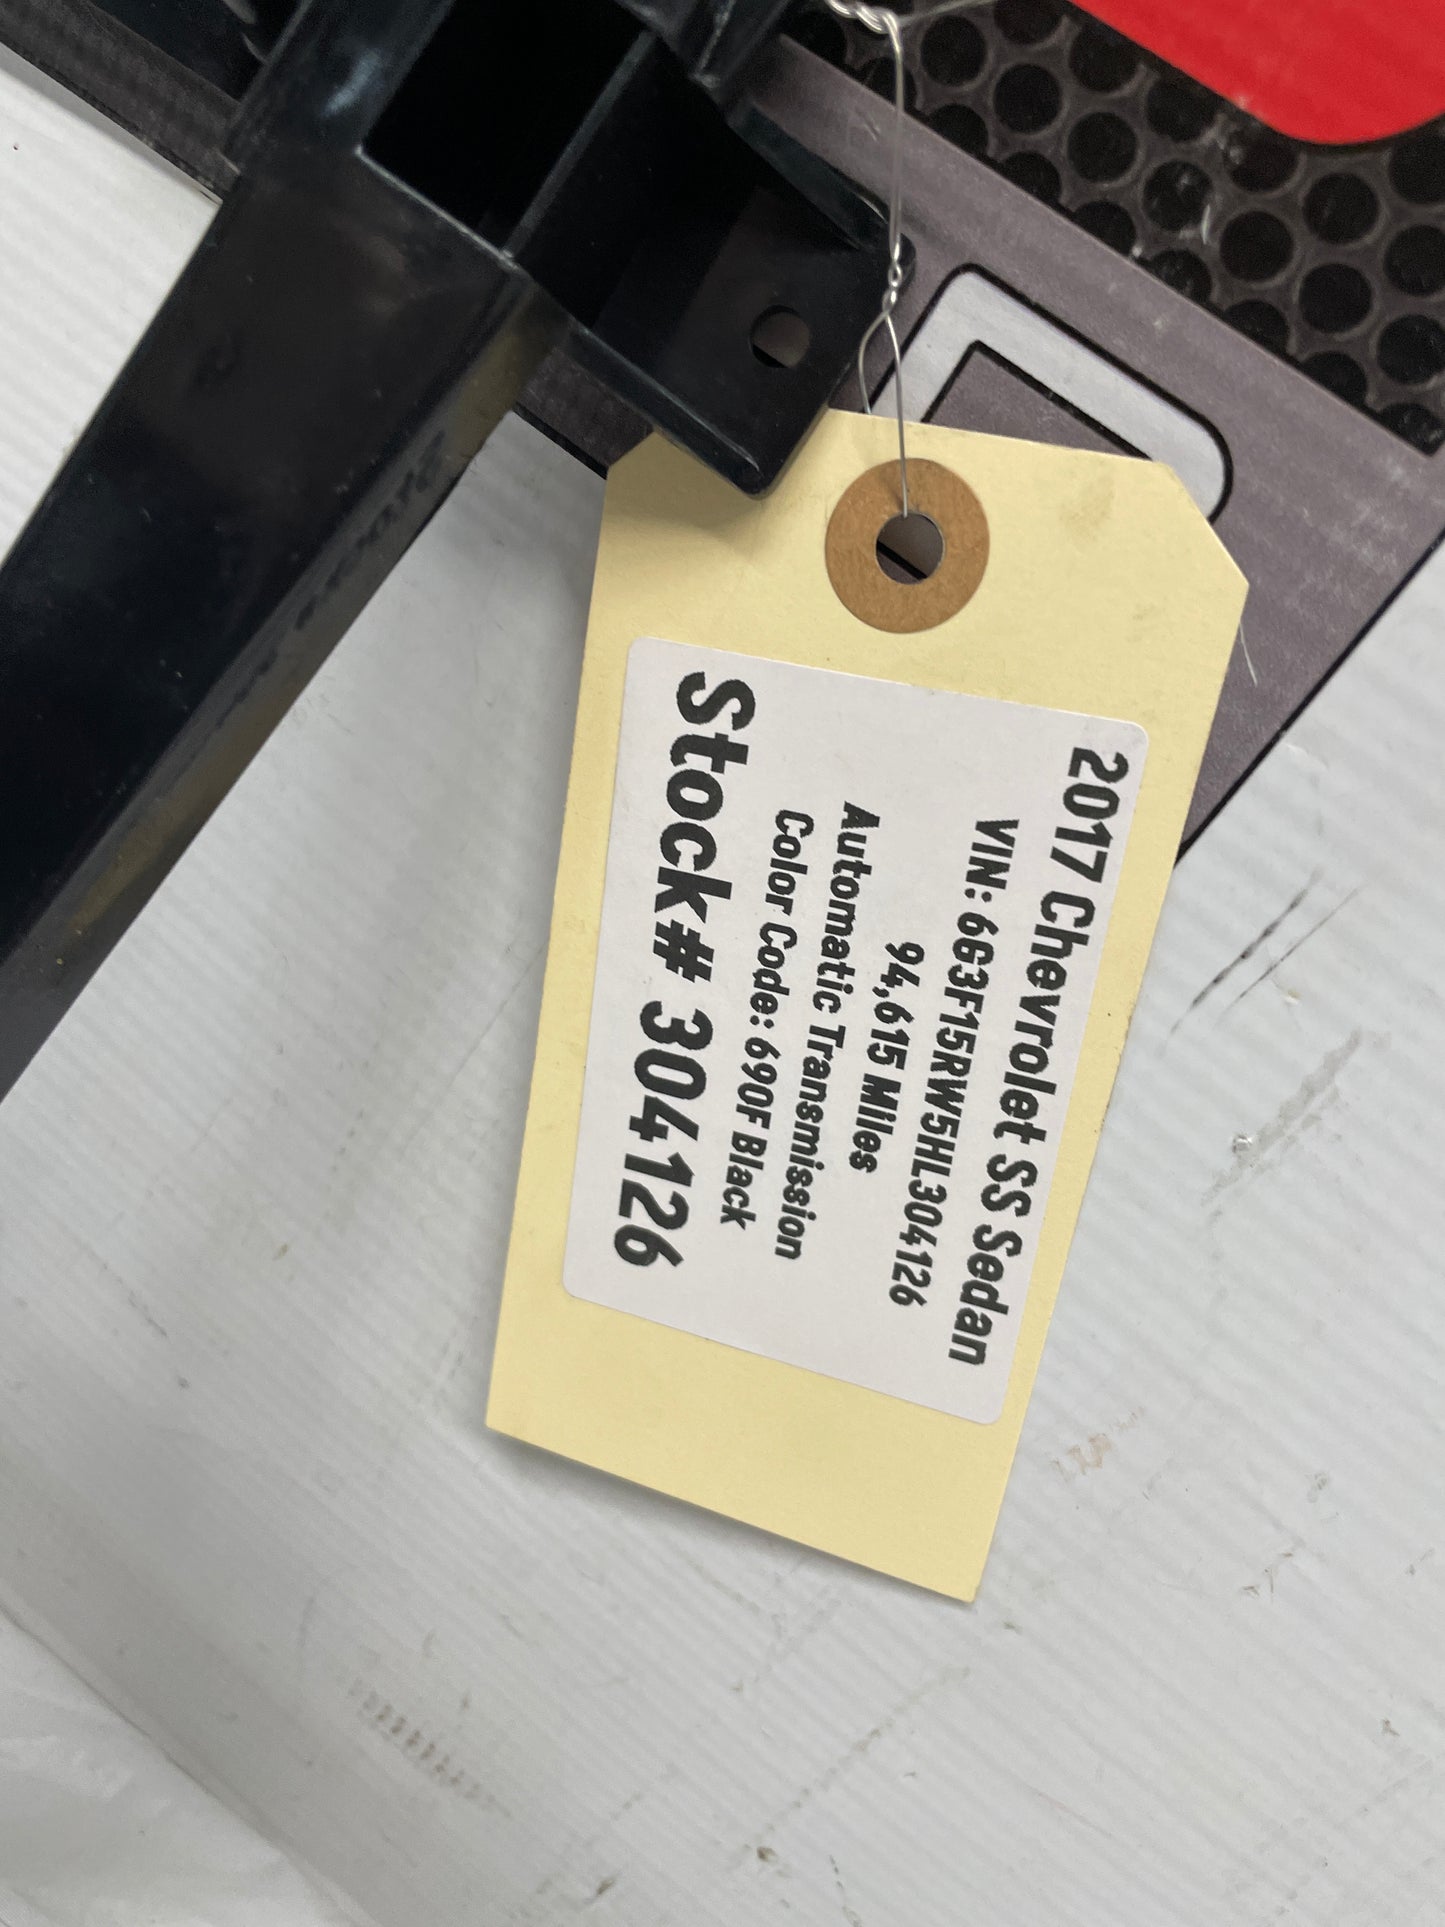 2017 Chevrolet SS Sedan
VIN: 6G3F15RW5HL304126
94,615 Miles
Automatic Transmission
Color Code: 690F Black
Stock# 304126